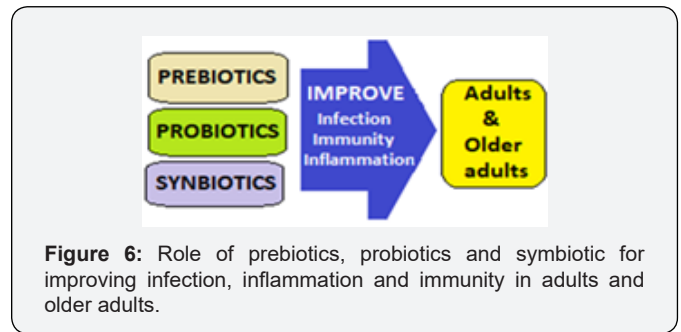 PREBIOTICS
PROBIOTICS
SYNBIOTICS
IMPROVE
Infection
Immunity
Inflammation
Adults
&
Older
adults
Figure 6: Role of prebiotics, probiotics and symbiotic for
improving infection, inflammation and immunity in adults and
older adults.